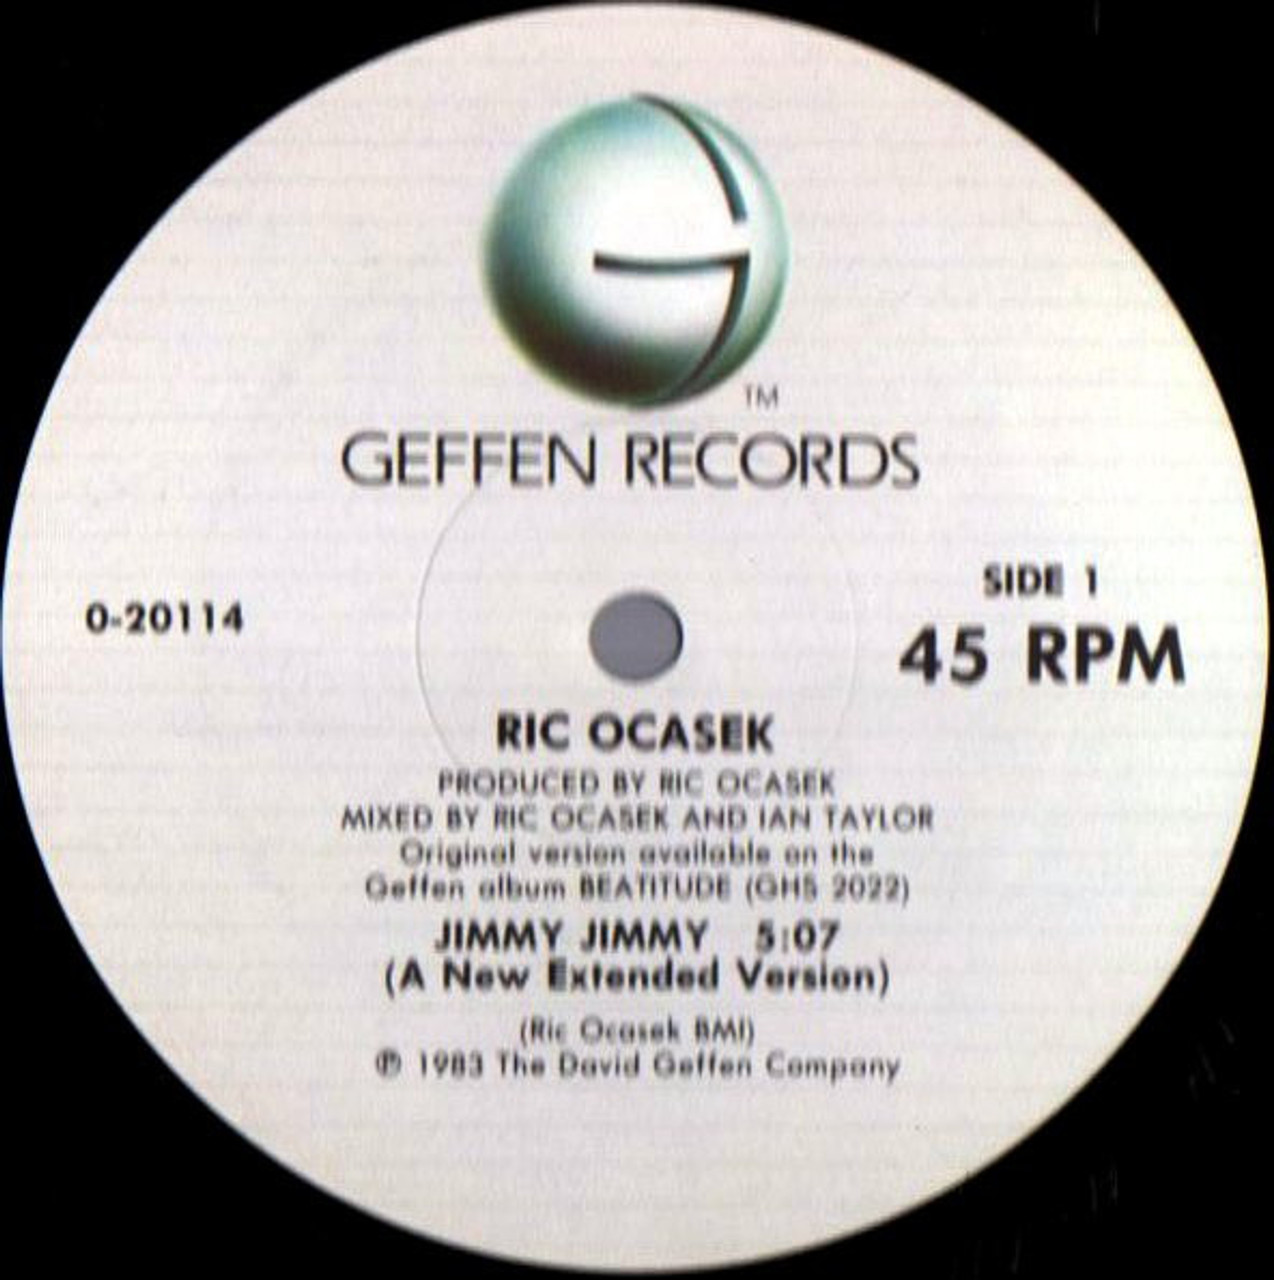 TM
GEFFEN RECORDS
SIDE 1
0-20114
45 RPM
RIC OCASEK
PRODUCED BY RIC OCASEK
MIXED BY RIC OCASEK AND IAN TAYLOR
Original version available on the
Geffen album BEATITUDE (GHS 2022)
JIMMY JIMMY 5:07
(A New Extended Version)
(Ric Ocasek BMI)
℗ 1983 The David Geffen Company